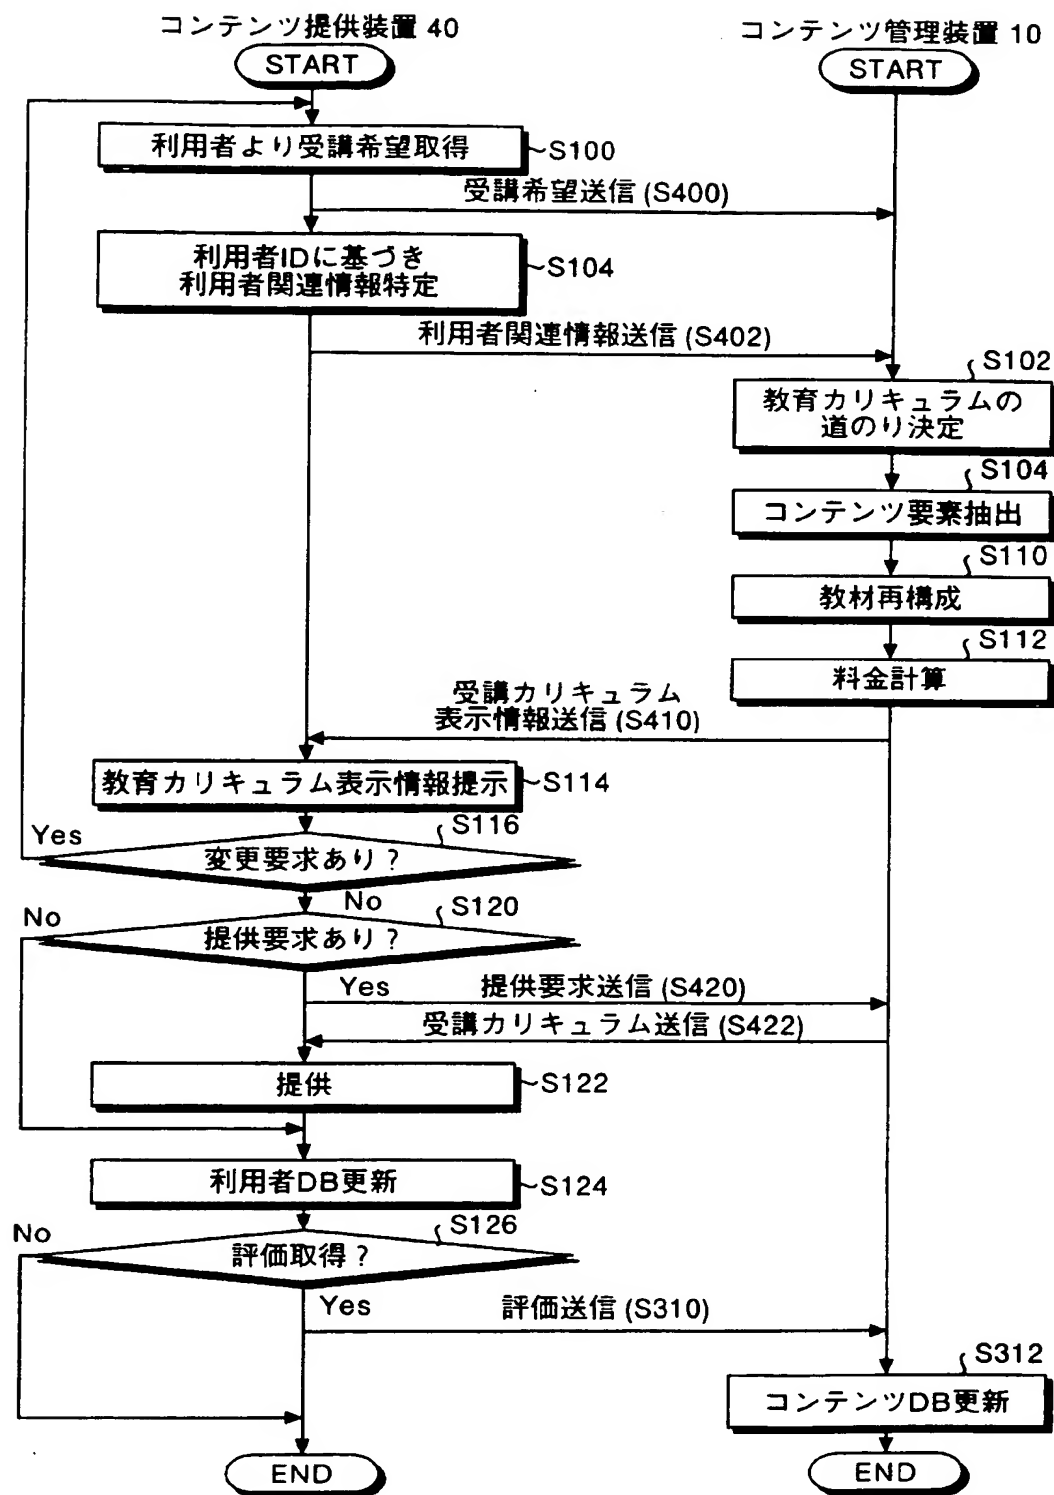 コンテンツ提供装置 40
コンテンツ管理装置 10
START
START
利用者より受講希望取得
S100
受講希望送信 (S400)
利用者IDに基づき
利用者関連情報特定
S104
利用者関連情報送信 (S402)
S102
教育カリキュラムの
道のり決定
S104
コンテンツ要素抽出
S110
教材再構成
S112
料金計算
受講カリキュラム
表示情報送信 (S410)
教育カリキュラム表示情報提示
S114
S116
Yes
変更要求あり?
No
S120
No
提供要求あり?
Yes
提供要求送信 (S420)
受講カリキュラム送信 (S422)
提供
S122
利用者DB更新
S124
S126
No
評価取得?
Yes
評価送信 (S310)
S312
コンテンツDB更新
END
END